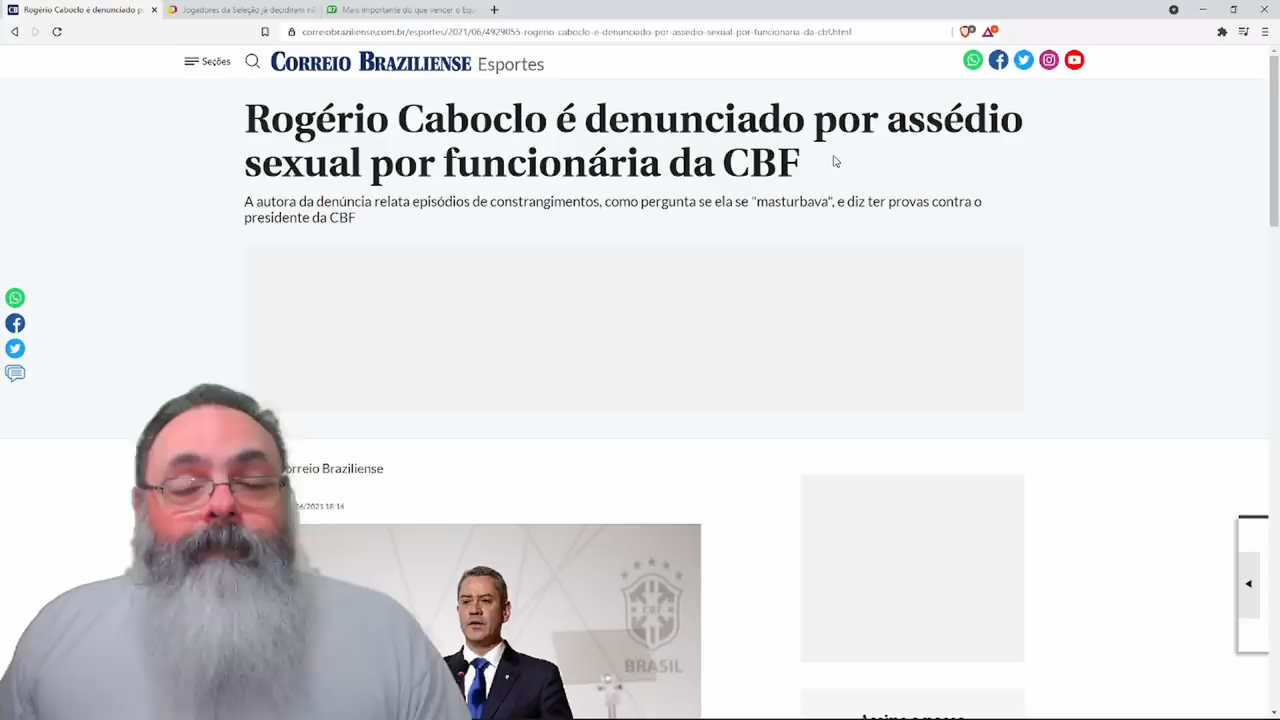 Rogério Caboclo é denunciado p
Jogadores da Seleção já decidiram nã
Mais importante do que vencer o Equ
correiobraziliense.com.br/esportes/2021/06/4929055-rogerio-caboclo-e-denunciado-por-assedio-sexual-por-funcionaria-da-cbf.html
Seções
CORREIO BRAZILIENSE Esportes
Rogério Caboclo é denunciado por assédio
sexual por funcionária da CBF
A autora da denúncia relata episódios de constrangimentos, como pergunta se ela se "masturbava", e diz ter provas contra o
presidente da CBF
orreio Braziliense
06/2021 18:16
CBF
BRASIL